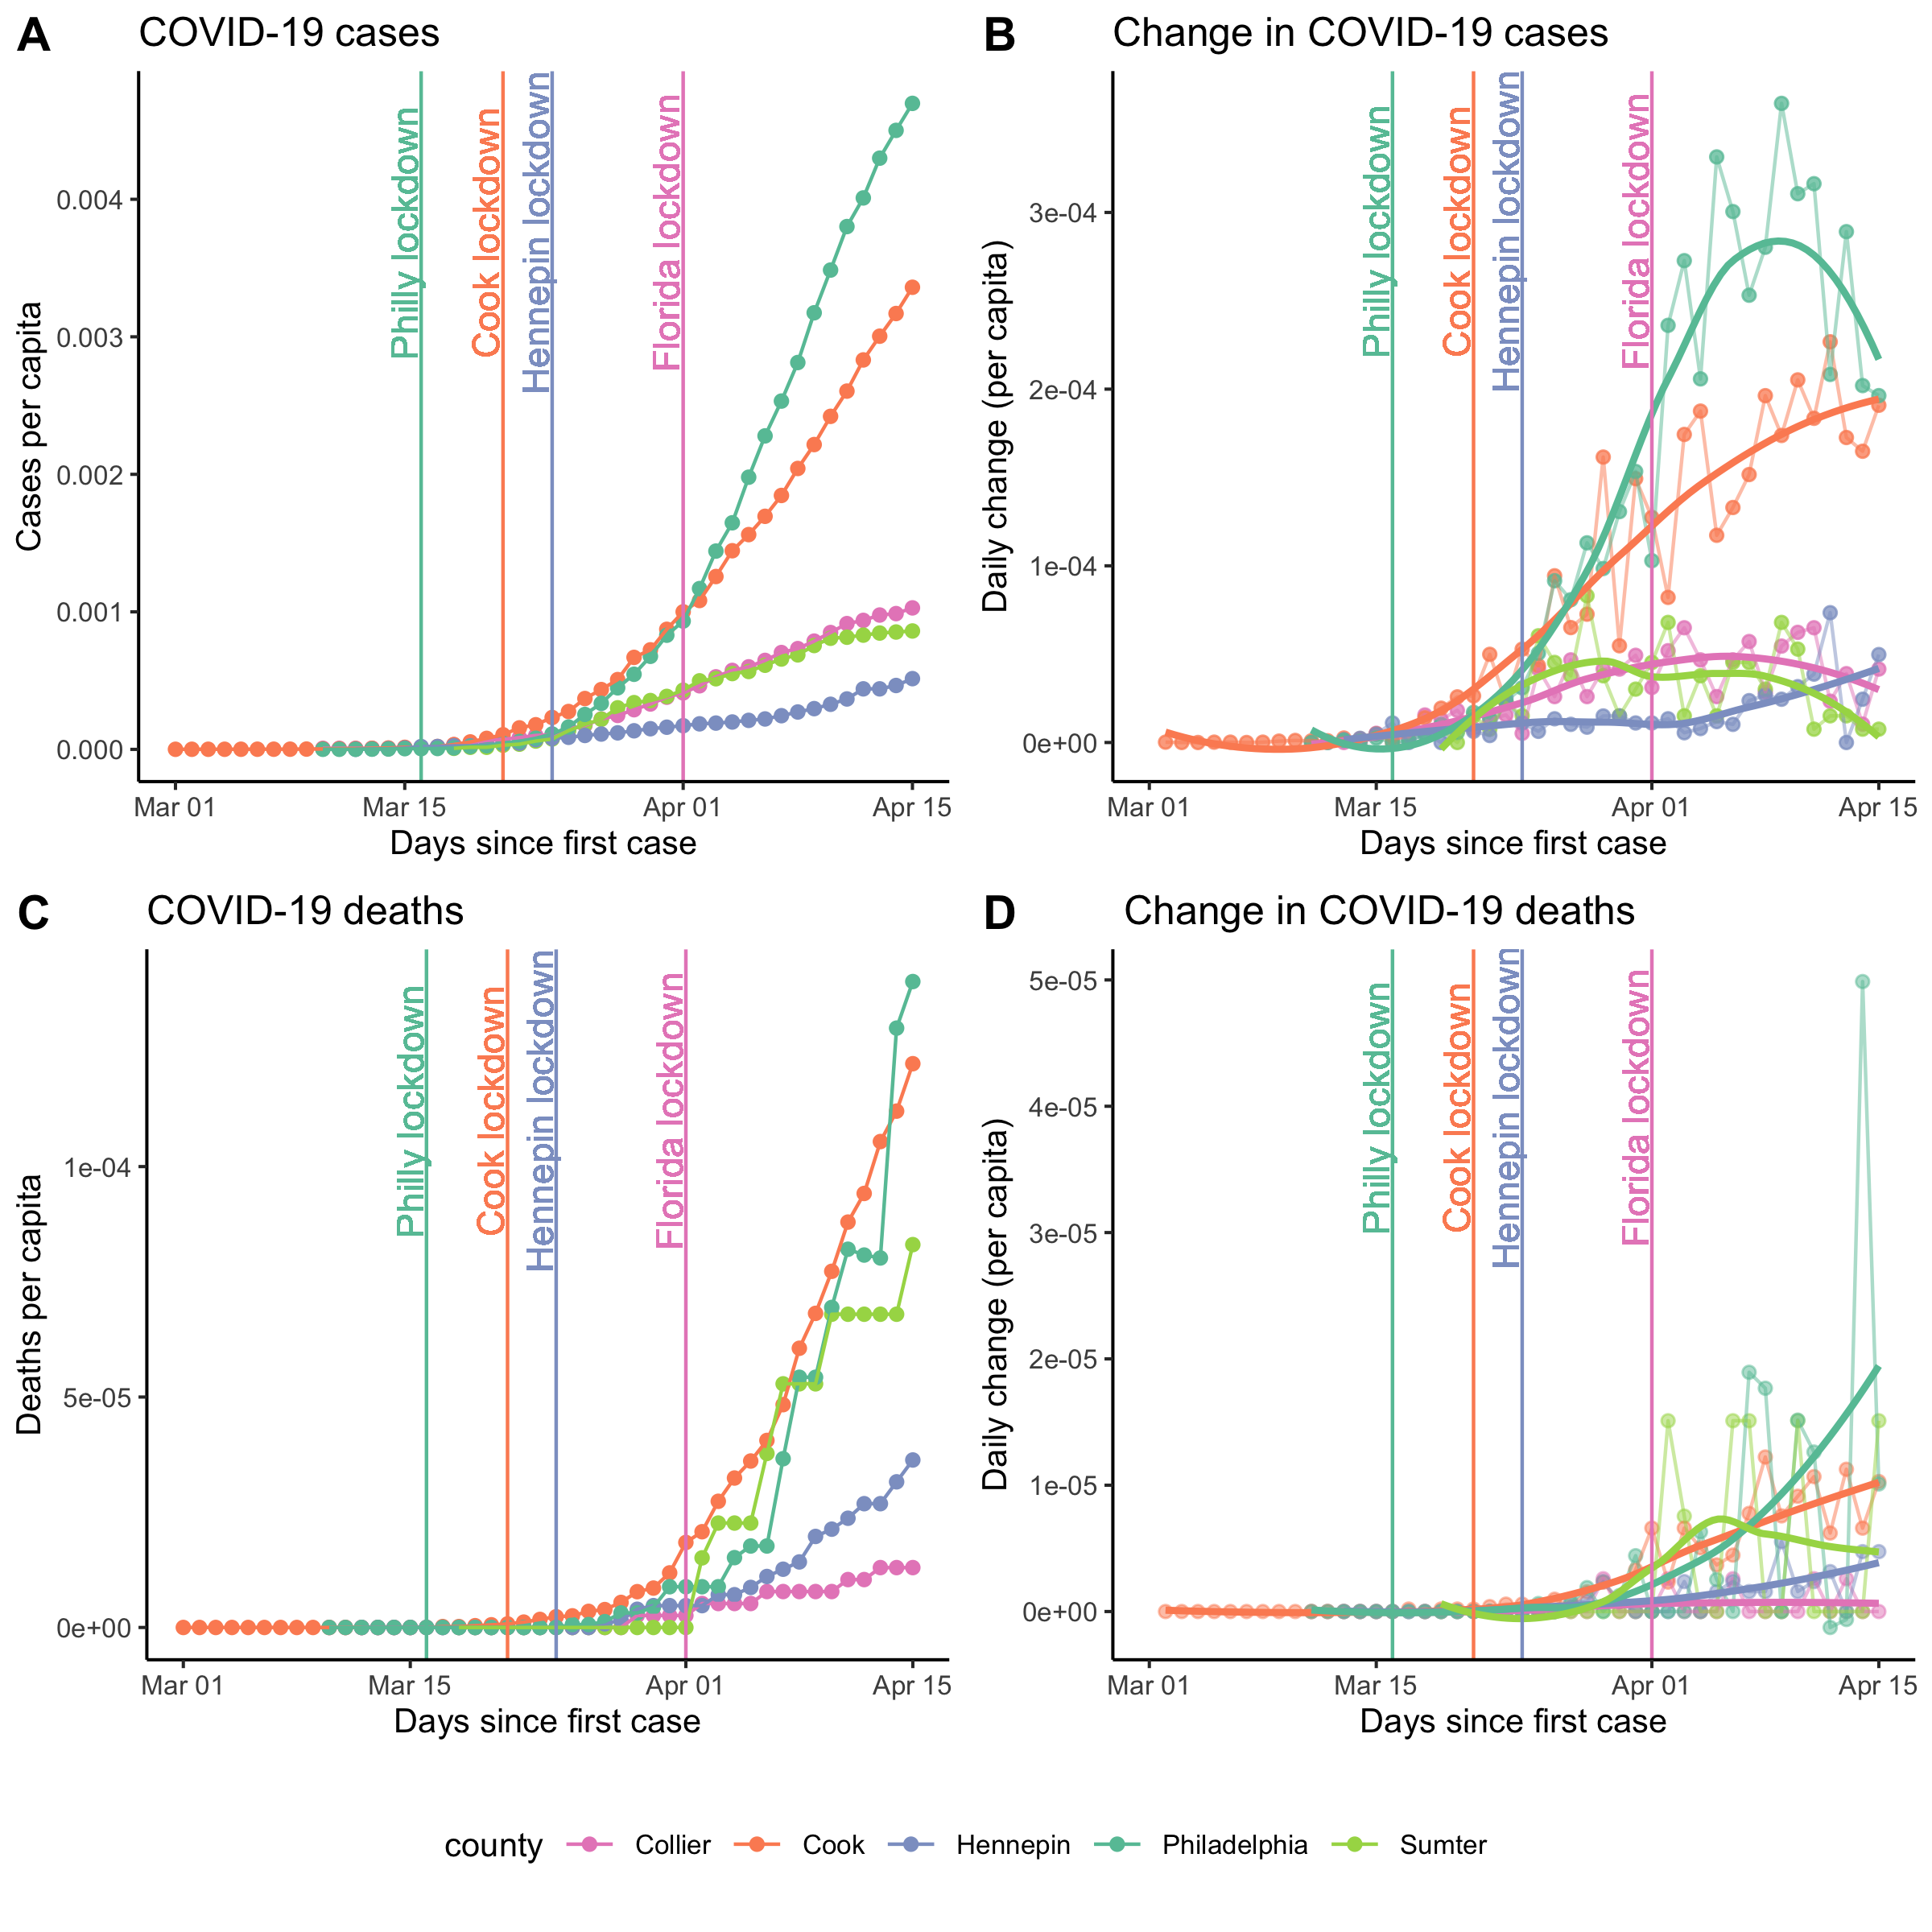 A
COVID-19 cases
Cases per capita
0.004
0.003
0.002
0.001
0.000
Philly lockdown
Cook lockdown
Hennepin lockdown
Florida lockdown
Mar 01
Mar 15
Apr 01
Apr 15
Days since first case
B
Change in COVID-19 cases
Daily change (per capita)
3e-04
2e-04
1e-04
0e+00
Philly lockdown
Cook lockdown
Hennepin lockdown
Florida lockdown
Mar 01
Mar 15
Apr 01
Apr 15
Days since first case
C
COVID-19 deaths
Deaths per capita
1e-04
5e-05
0e+00
Philly lockdown
Cook lockdown
Hennepin lockdown
Florida lockdown
Mar 01
Mar 15
Apr 01
Apr 15
Days since first case
D
Change in COVID-19 deaths
Daily change (per capita)
5e-05
4e-05
3e-05
2e-05
1e-05
0e+00
Philly lockdown
Cook lockdown
Hennepin lockdown
Florida lockdown
Mar 01
Mar 15
Apr 01
Apr 15
Days since first case
county Collier Cook Hennepin Philadelphia Sumter